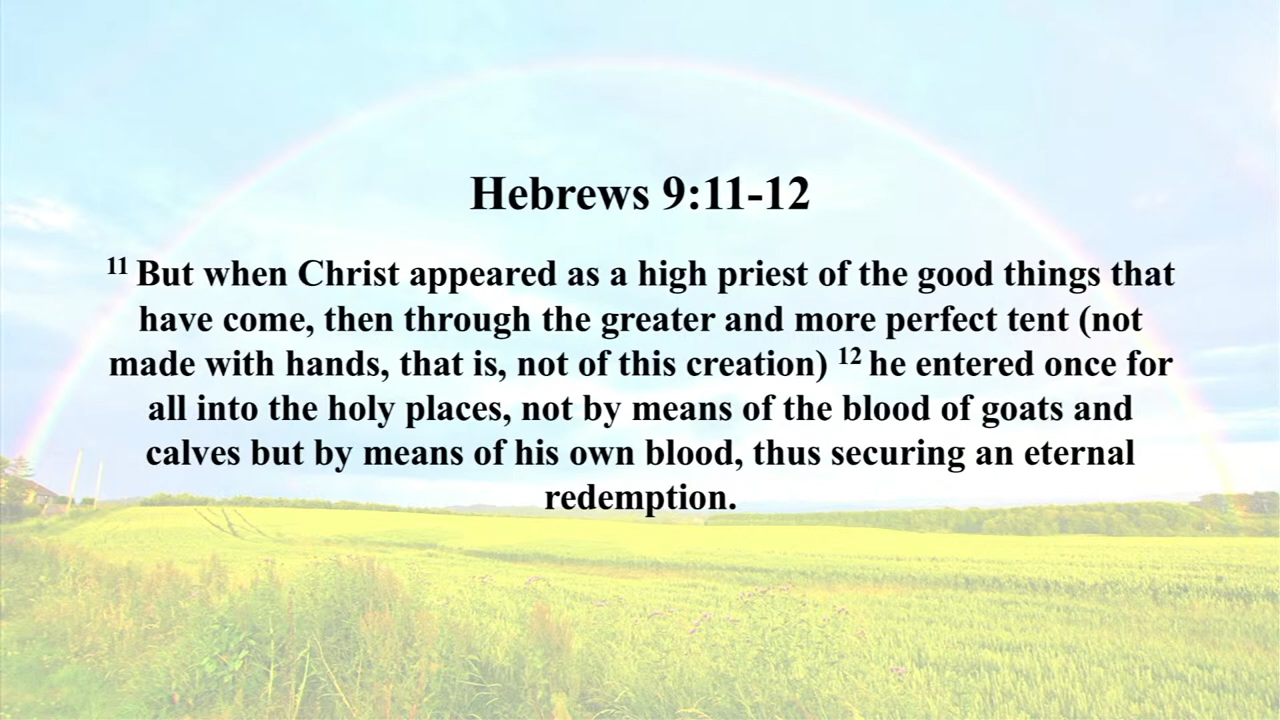 Hebrews 9:11-12
11 But when Christ appeared as a high priest of the good things that
have come, then through the greater and more perfect tent (not
made with hands, that is, not of this creation) 12 he entered once for
all into the holy places, not by means of the blood of goats and
calves but by means of his own blood, thus securing an eternal
redemption.